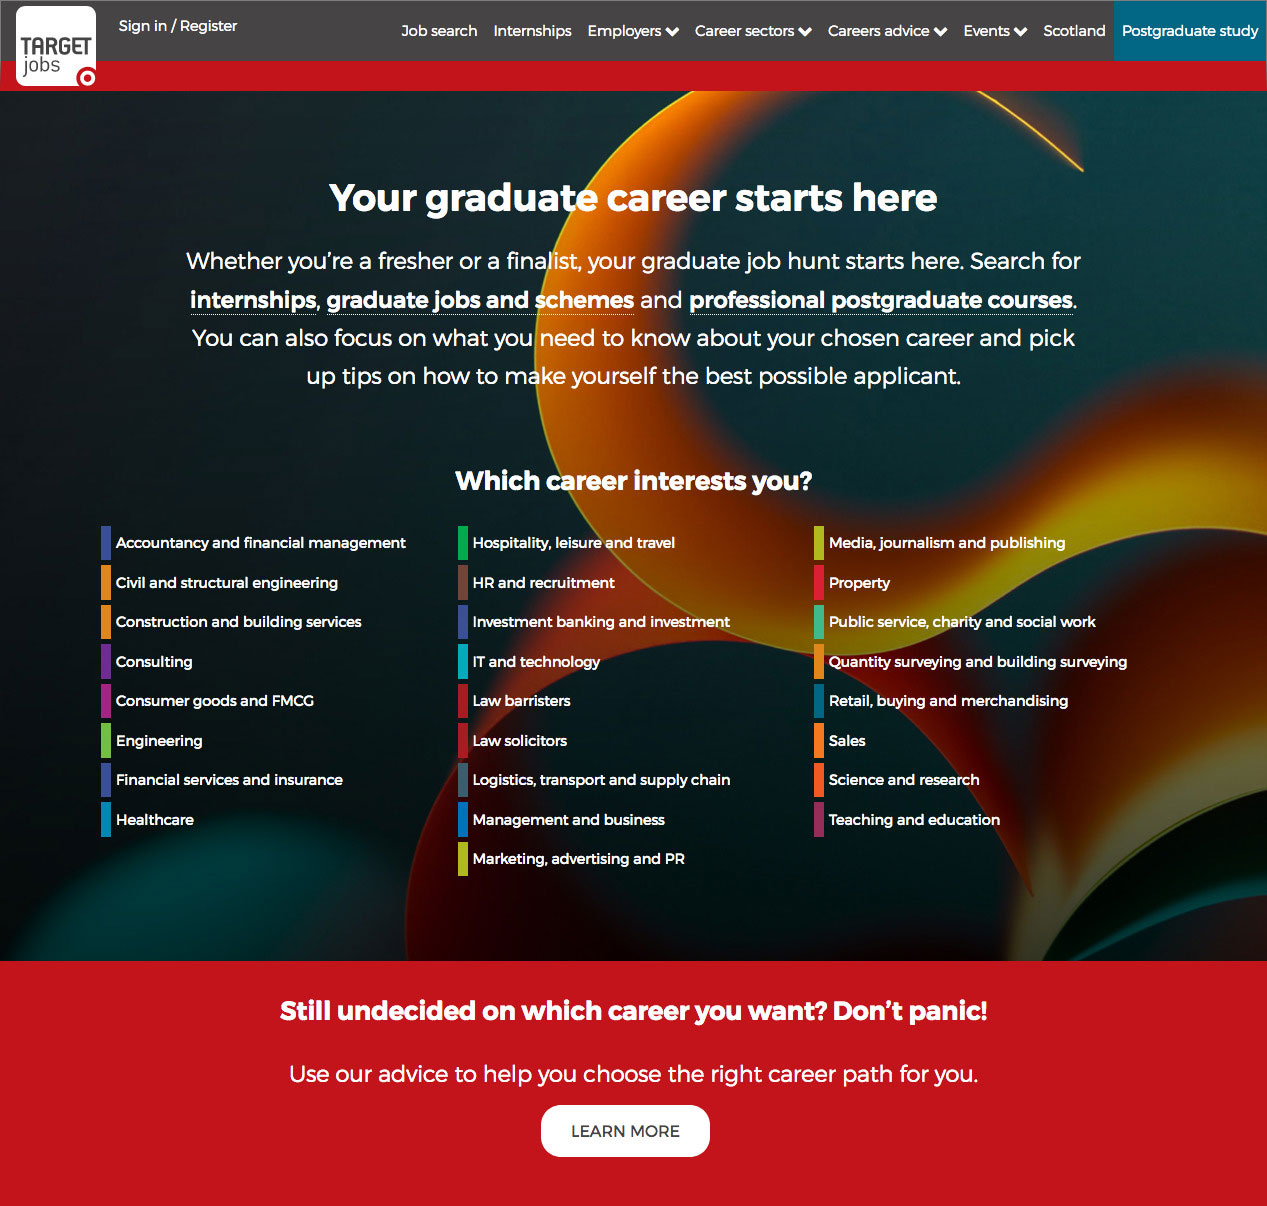 TARGET
jobs
Sign in / Register
Job search Internships Employers Career sectors Careers advice Events Scotland Postgraduate study
Your graduate career starts here
Whether you’re a fresher or a finalist, your graduate job hunt starts here. Search for
internships, graduate jobs and schemes and professional postgraduate courses.
You can also focus on what you need to know about your chosen career and pick
up tips on how to make yourself the best possible applicant.
Which career interests you?
Accountancy and financial management
Civil and structural engineering
Construction and building services
Consulting
Consumer goods and FMCG
Engineering
Financial services and insurance
Healthcare
Hospitality, leisure and travel
HR and recruitment
Investment banking and investment
IT and technology
Law barristers
Law solicitors
Logistics, transport and supply chain
Management and business
Marketing, advertising and PR
Media, journalism and publishing
Property
Public service, charity and social work
Quantity surveying and building surveying
Retail, buying and merchandising
Sales
Science and research
Teaching and education
Still undecided on which career you want? Don’t panic!
Use our advice to help you choose the right career path for you.
LEARN MORE